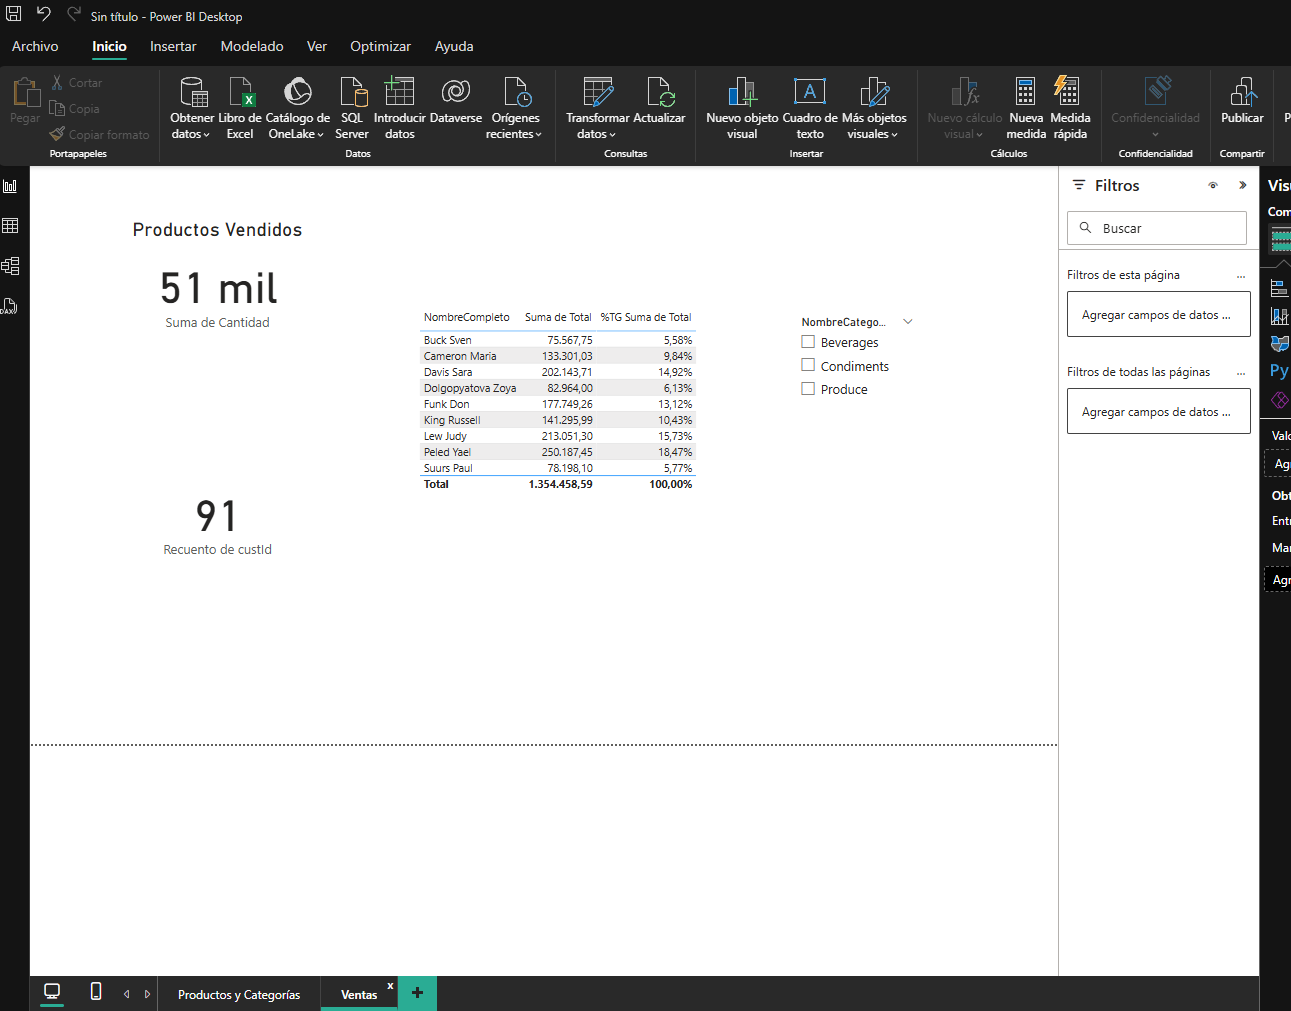 Sin título - Power BI Desktop
Archivo Inicio Insertar Modelado Ver Optimizar Ayuda
Pegar
Cortar
Copia
Copiar formato
Portapapeles
Obtener datos
Libro de Excel
Catálogo de OneLake
SQL Server
Introducir datos
Dataverse
Orígenes recientes
Datos
Transformar datos
Actualizar
Consultas
Nuevo objeto visual
Cuadro de texto
Más objetos visuales
Insertar
Nuevo cálculo visual
Nueva medida
Medida rápida
Cálculos
Confidencialidad
Confidencialidad
Publicar
Compartir
P
Productos Vendidos
51 mil
Suma de Cantidad
NombreCompleto Suma de Total %TG Suma de Total
Buck Sven 75.567,75 5,58%
Cameron María 133.301,03 9,84%
Davis Sara 202.143,71 14,92%
Dolgopyatova Zoya 82.964,00 6,13%
Funk Don 177.749,26 13,12%
King Russell 141.295,99 10,43%
Lew Judy 213.051,30 15,73%
Peled Yael 250.187,45 18,47%
Suurs Paul 78.198,10 5,77%
Total 1.354.458,59 100,00%
NombreCatego...
Beverages
Condiments
Produce
91
Recuento de custId
Filtros
Buscar
Filtros de esta página ...
Agregar campos de datos ...
Filtros de todas las páginas ...
Agregar campos de datos ...
Vis
Com
Py
Valo
Ag
Obt
Entr
Man
Agr
DAX
Productos y Categorías
Ventas x
+